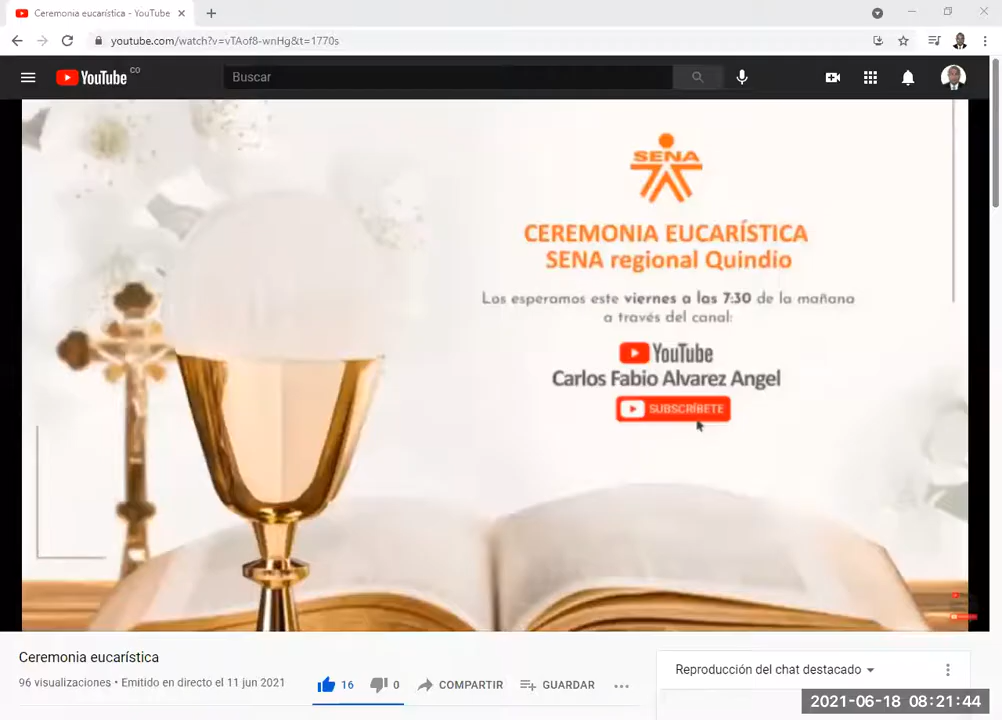 Ceremonia eucarística - YouTube
youtube.com/watch?v=vTAof8-wnHg&t=1770s
YouTube CO
Buscar
SENA
CEREMONIA EUCARÍSTICA
SENA regional Quindio
Los esperamos este viernes a las 7:30 de la mañana
a través del canal:
YouTube
Carlos Fabio Alvarez Angel
SUBSCRÍBETE
Ceremonia eucarística
96 visualizaciones • Emitido en directo el 11 jun 2021
16
0
COMPARTIR
GUARDAR
Reproducción del chat destacado
2021-06-18 08:21:44